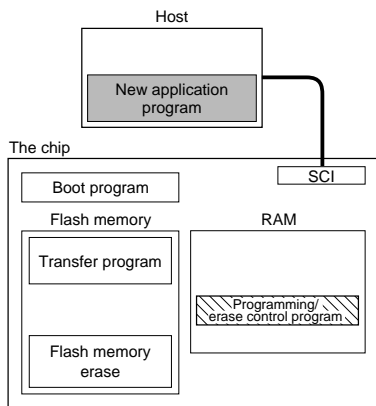 Host
New application
program
The chip
SCI
Boot program
Flash memory
RAM
Transfer program
Programming/
erase control program
Flash memory
erase